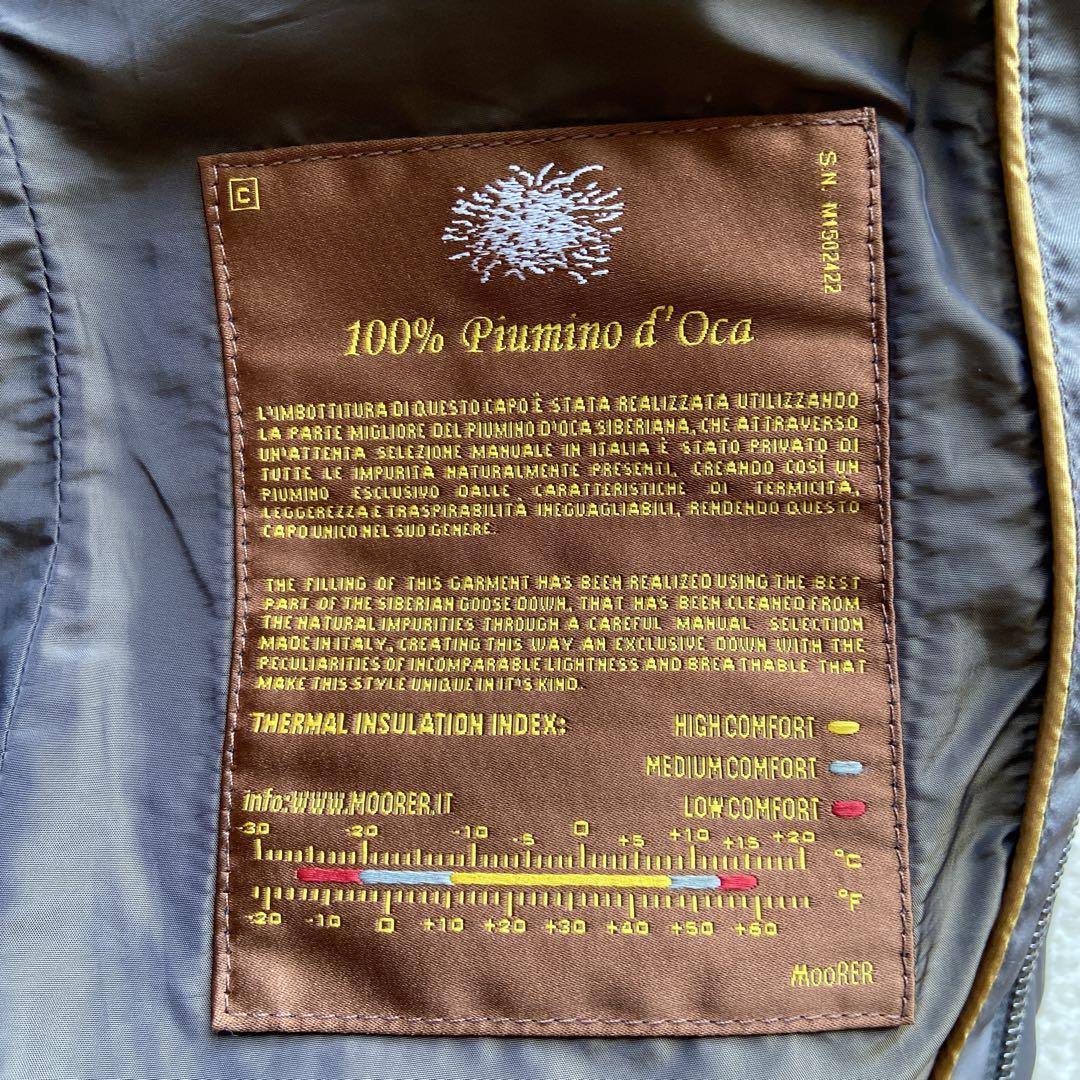 C
S.N. M1502422
100% Piumino d'Oca
L'IMBOTTITURA DI QUESTO CAPO È STATA REALIZZATA UTILIZZANDO
LA PARTE MIGLIORE DEL PIUMINO D'OCA SIBERIANA, CHE ATTRAVERSO
UN'ATTENTA SELEZIONE MANUALE IN ITALIA È STATO PRIVATO DI
TUTTE LE IMPURITÀ NATURALMENTE PRESENTI, CREANDO COSÌ UN
PIUMINO ESCLUSIVO DALLE CARATTERISTICHE DI TERMICITÀ,
LEGGEREZZA E TRASPIRABILITÀ INEGUAGLIABILI, RENDENDO QUESTO
CAPO UNICO NEL SUO GENERE.
THE FILLING OF THIS GARMENT HAS BEEN REALIZED USING THE BEST
PART OF THE SIBERIAN GOOSE DOWN, THAT HAS BEEN CLEANED FROM
THE NATURAL IMPURITIES THROUGH A CAREFUL MANUAL SELECTION
MADE IN ITALY, CREATING THIS WAY AN EXCLUSIVE DOWN WITH THE
PECULIARITIES OF INCOMPARABLE LIGHTNESS AND BREATHABLE THAT
MAKE THIS STYLE UNIQUE IN IT'S KIND.
THERMAL INSULATION INDEX: HIGH COMFORT
MEDIUM COMFORT
info:WWW.MOORER.IT LOW COMFORT
-30 -20 -10 -5 0 +5 +10 +15 +20
°C
°F
-20 -10 0 +10 +20 +30 +40 +50 +60
MooRER